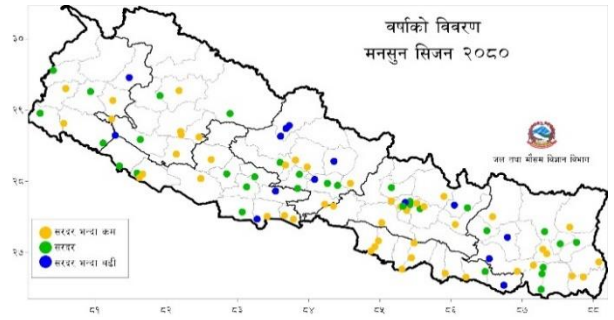 वर्षाको विवरण
मनसुन सिजन २०८०
जल तथा मौसम विज्ञान विभाग
सरदर भन्दा कम
सरदर
सरदर भन्दा बढी
३०
२९
२८
२७
८१ ८२ ८३ ८४ ८५ ८६ ८७ ८८